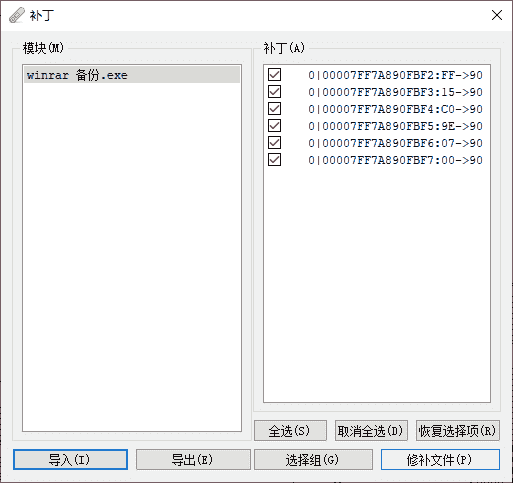 补丁
模块(M)
winrar 备份.exe
补丁(A)
0|00007FF7A890FBF2:FF->90
0|00007FF7A890FBF3:15->90
0|00007FF7A890FBF4:C0->90
0|00007FF7A890FBF5:9E->90
0|00007FF7A890FBF6:07->90
0|00007FF7A890FBF7:00->90
全选(S)
取消全选(D)
恢复选择项(R)
导入(I)
导出(E)
选择组(G)
修补文件(P)